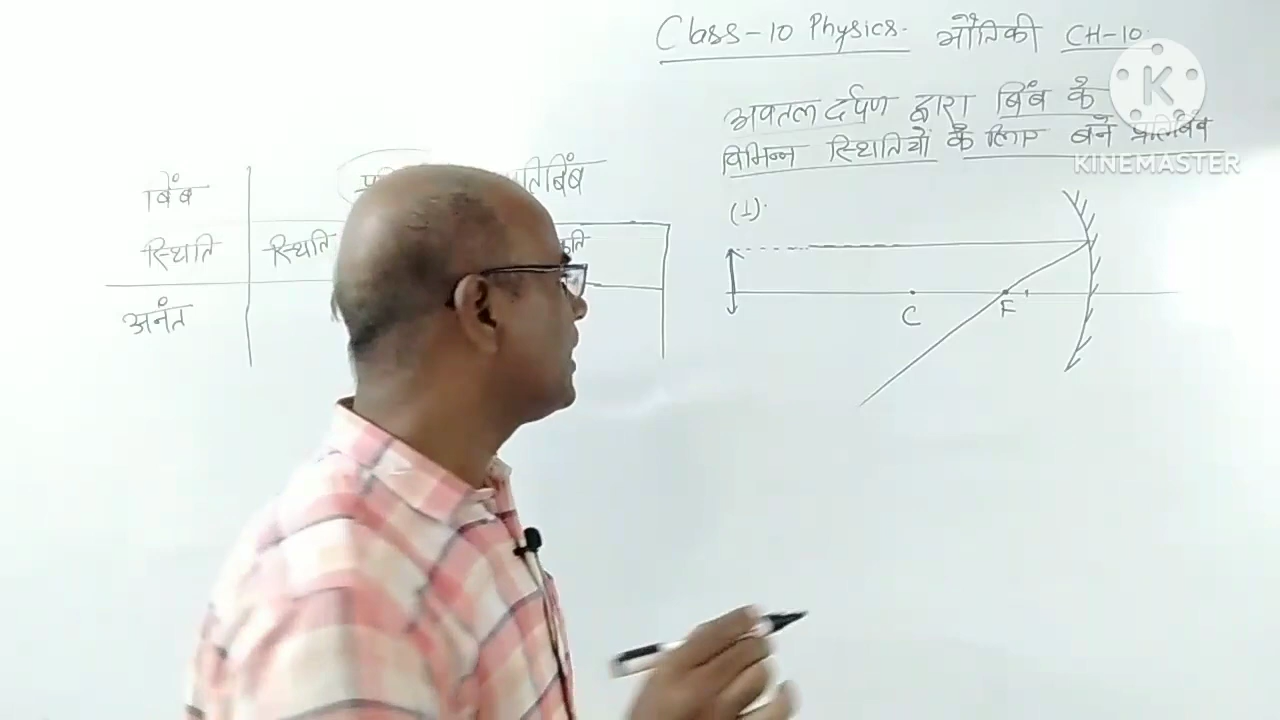 Class-10 Physics. भौतिकी CH-10.
अवतल दर्पण द्वारा बिंब के
विभिन्न स्थितियों के लिए बने प्रतिबिंब
K
KINEMASTER
बिंब
स्थिति स्थिति
अनंत
(1).
C F